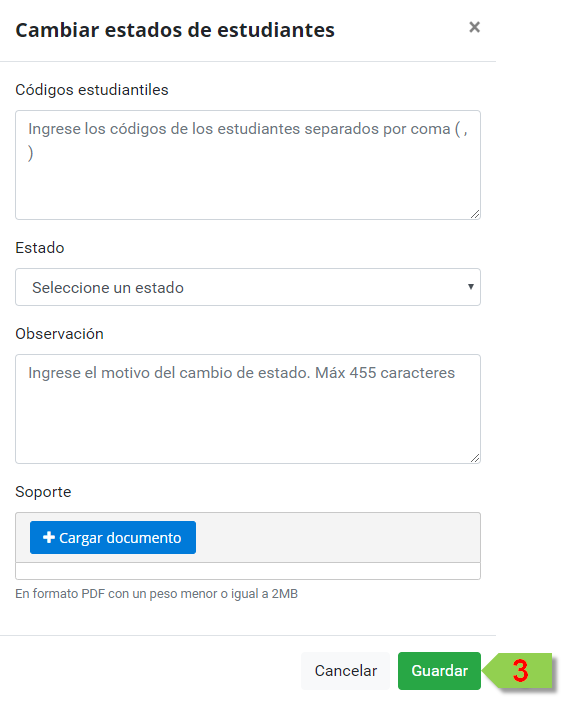 Cambiar estados de estudiantes ×
Códigos estudiantiles
Ingrese los códigos de los estudiantes separados por coma ( ,
)
Estado
Seleccione un estado
Observación
Ingrese el motivo del cambio de estado. Máx 455 caracteres
Soporte
Cargar documento
En formato PDF con un peso menor o igual a 2MB
Cancelar Guardar 3